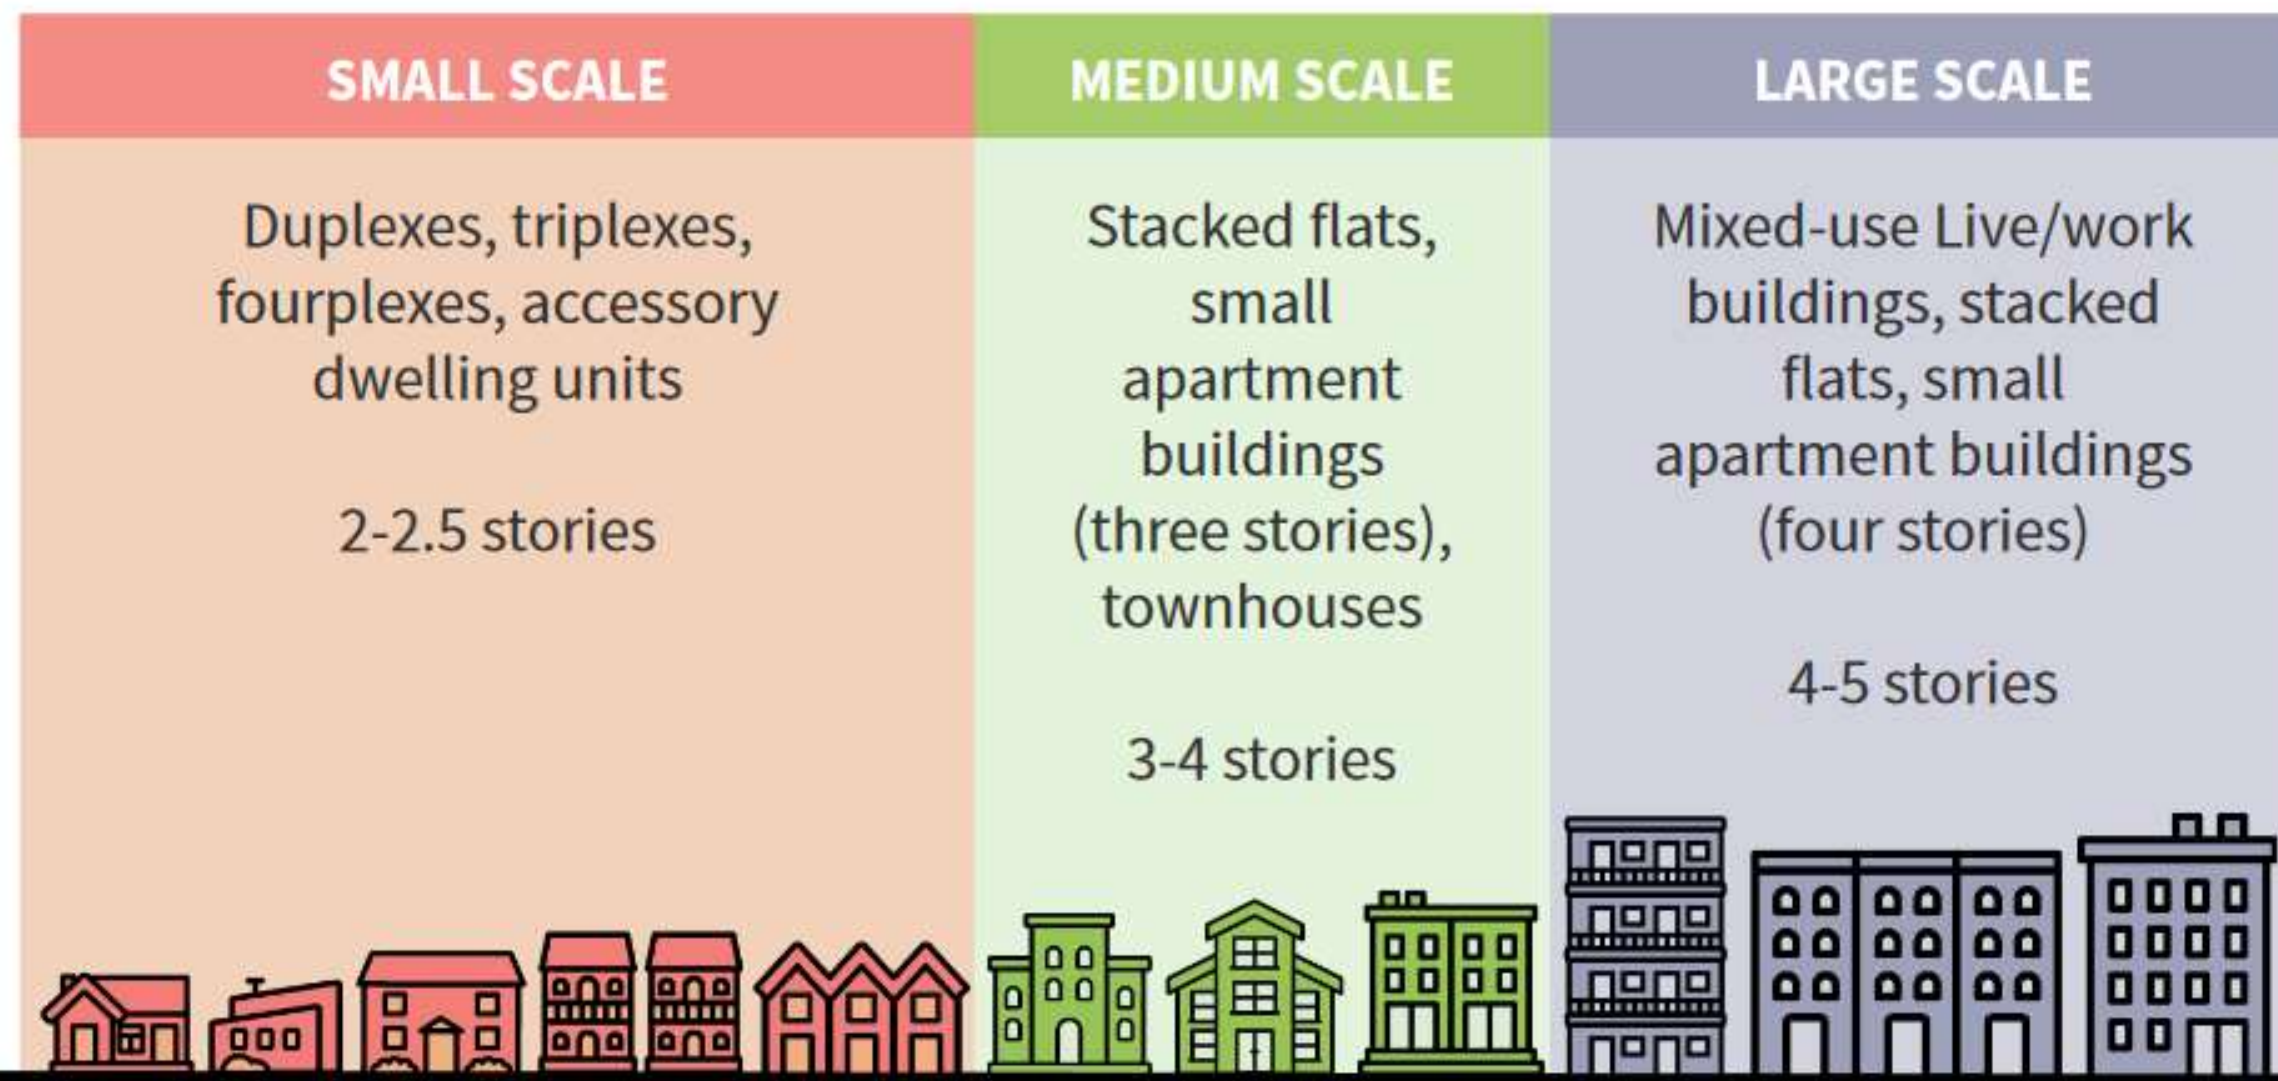 SMALL SCALE
Duplexes, triplexes,
fourplexes, accessory
dwelling units
2-2.5 stories
MEDIUM SCALE
Stacked flats,
small
apartment
buildings
(three stories),
townhouses
3-4 stories
LARGE SCALE
Mixed-use Live/work
buildings, stacked
flats, small
apartment buildings
(four stories)
4-5 stories